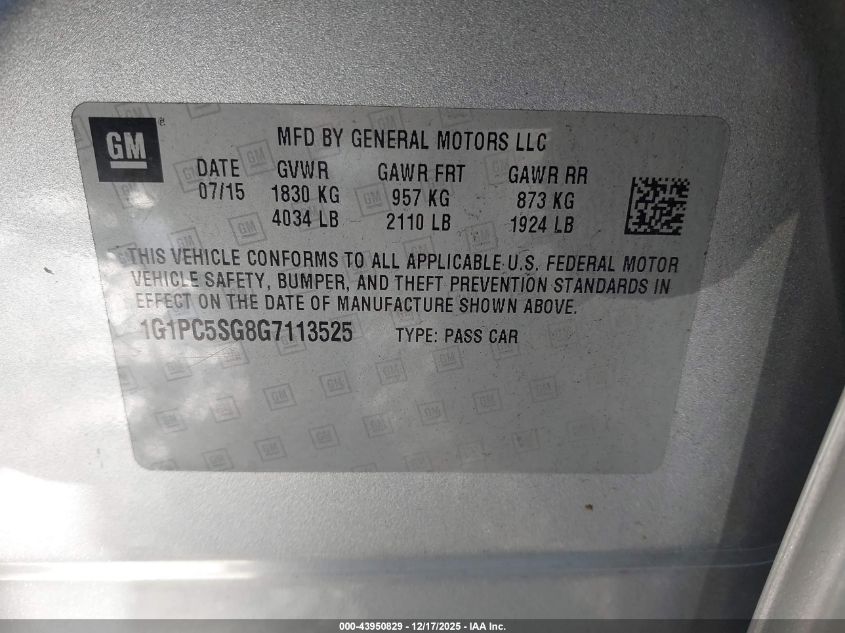 GM
MFD BY GENERAL MOTORS LLC
DATE GVWR GAWR FRT GAWR RR
07/15 1830 KG 957 KG 873 KG
4034 LB 2110 LB 1924 LB
THIS VEHICLE CONFORMS TO ALL APPLICABLE U.S. FEDERAL MOTOR
VEHICLE SAFETY, BUMPER, AND THEFT PREVENTION STANDARDS IN
EFFECT ON THE DATE OF MANUFACTURE SHOWN ABOVE.
1G1PC5SG8G7113525 TYPE: PASS CAR
000-43950829 - 12/17/2025 - IAA Inc.